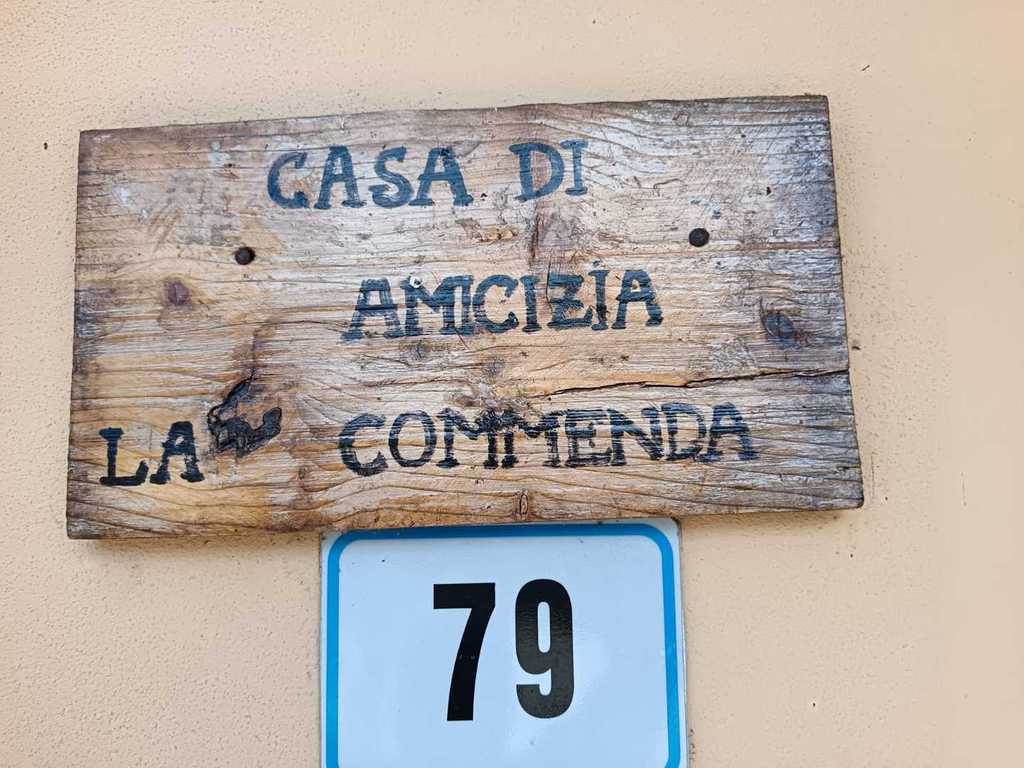 CASA DI
AMICIZIA
LA COMMENDA
79